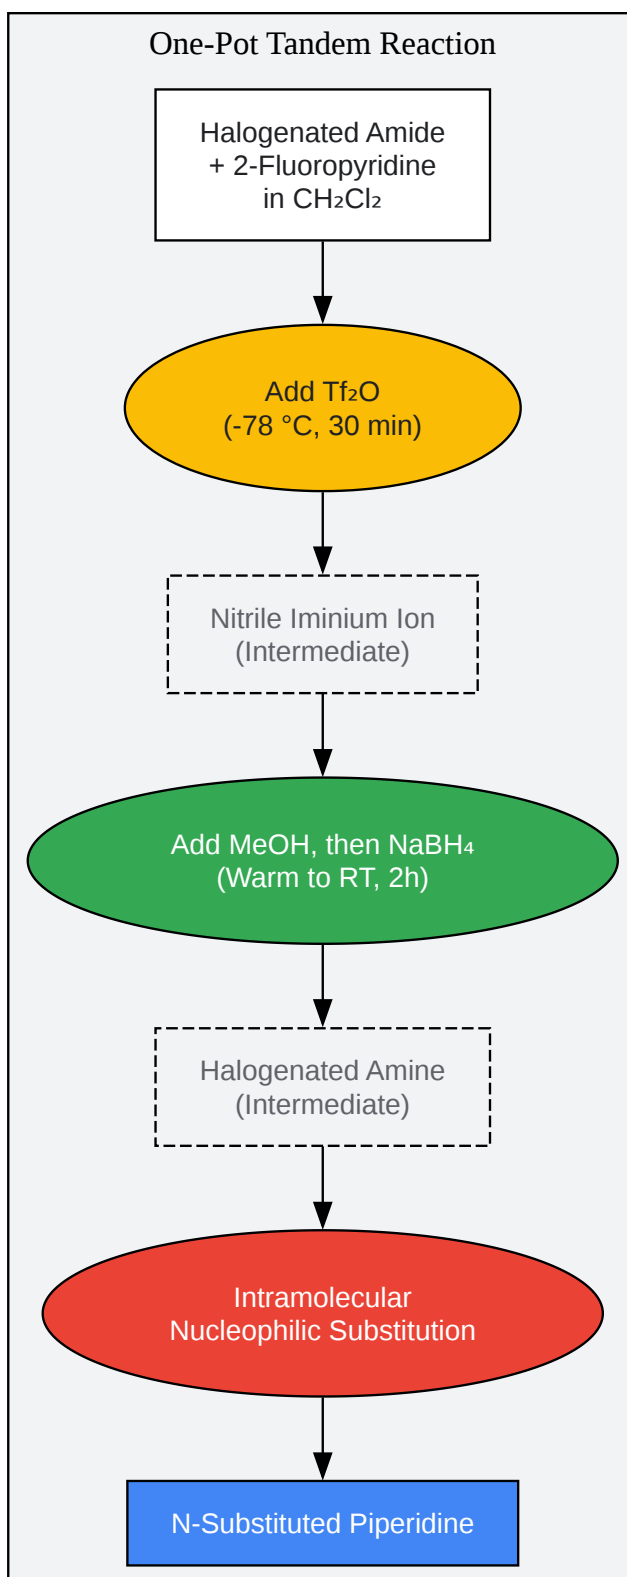 One-Pot Tandem Reaction
Halogenated Amide
+ 2-Fluoropyridine
in CH₂Cl₂
Add Tf₂O
(-78 °C, 30 min)
Nitrile Iminium Ion
(Intermediate)
Add MeOH, then NaBH₄
(Warm to RT, 2h)
Halogenated Amine
(Intermediate)
Intramolecular
Nucleophilic Substitution
N-Substituted Piperidine